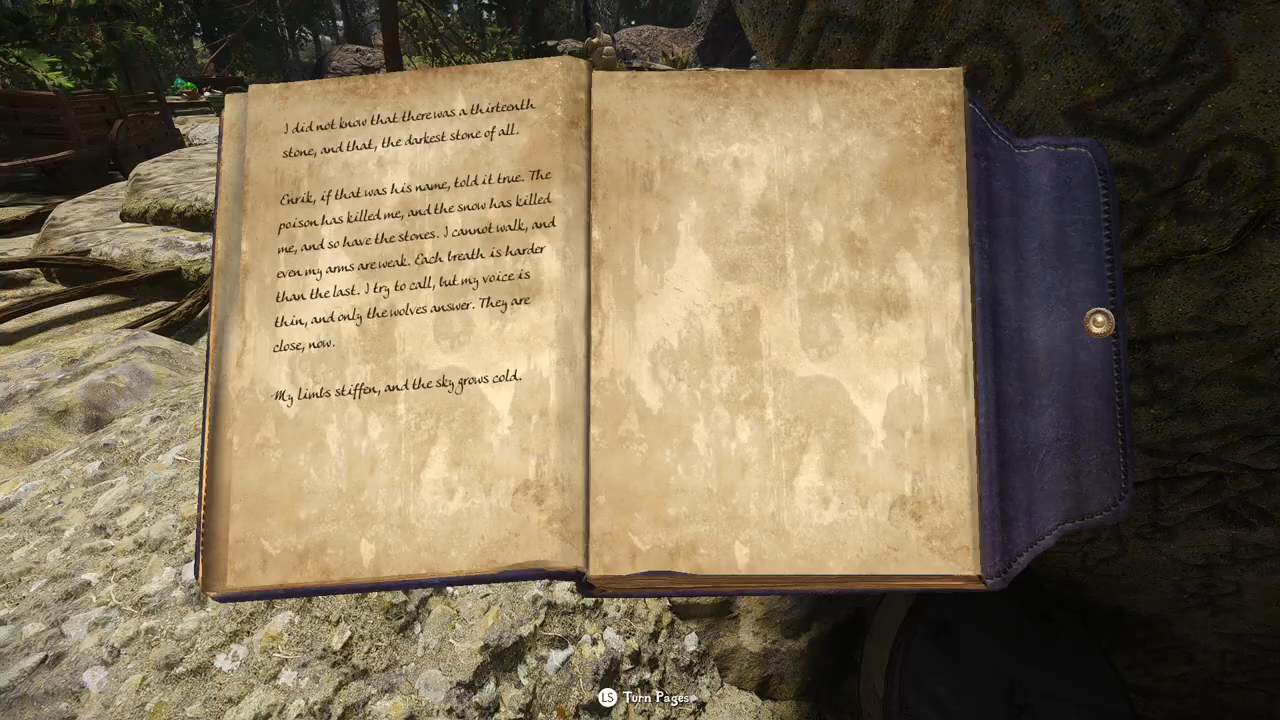 I did not know that there was a thirteenth
stone, and that, the darkest stone of all.
Enrik, if that was his name, told it true. The
poison has killed me, and the snow has killed
me, and so have the stones. I cannot walk, and
even my arms are weak. Each breath is harder
than the last. I try to call, but my voice is
thin, and only the wolves answer. They are
close, now.
My limbs stiffen, and the sky grows cold.
LS Turn Pages